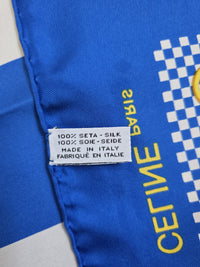 100% SETA - SILK
100% SOIE - SEIDE
MADE IN ITALY
FABRIQUÉ EN ITALIE
CELINE PARIS